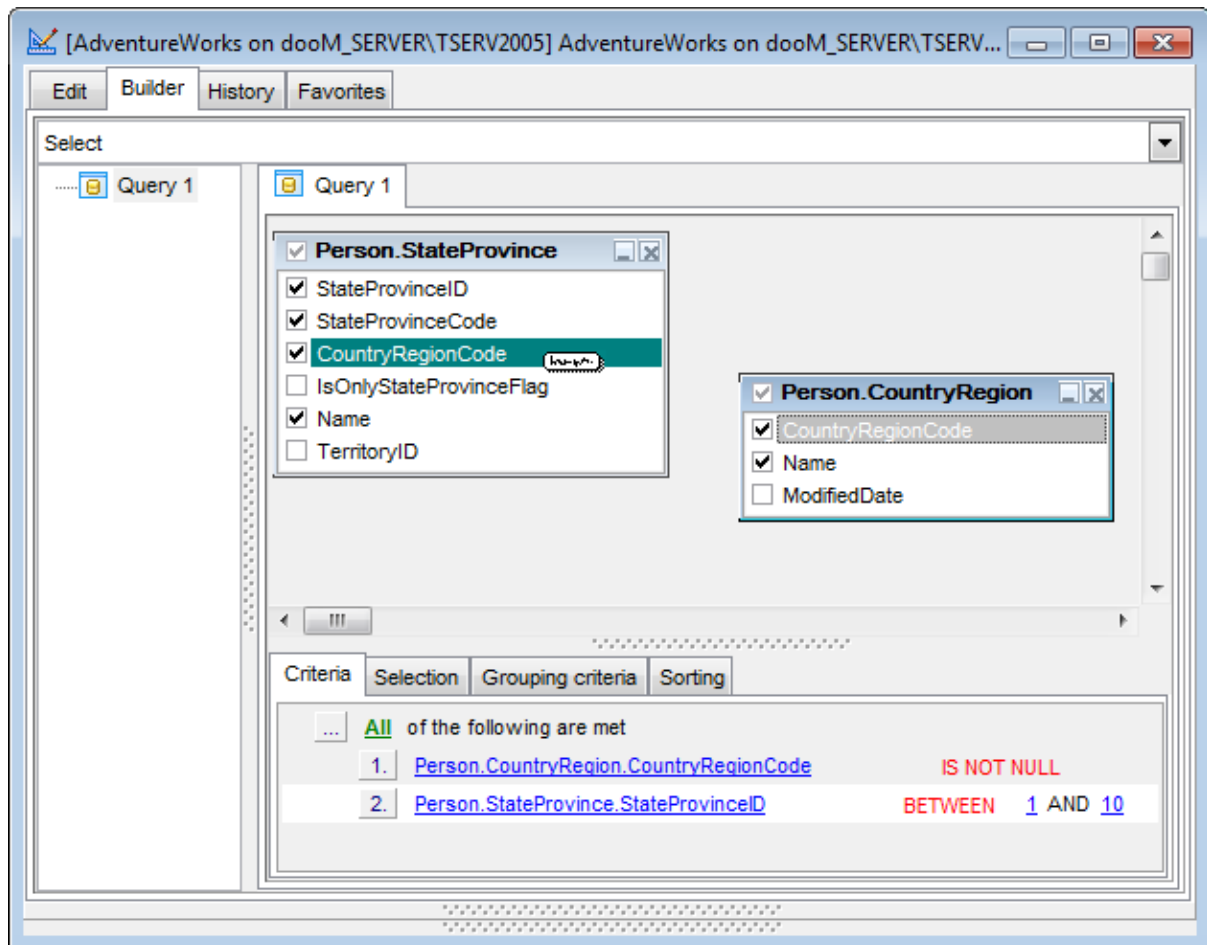 [AdventureWorks on dooM_SERVER\TSERV2005] AdventureWorks on dooM_SERVER\TSERV...
Edit Builder History Favorites
Select
Query 1
Query 1
Person.StateProvince
StateProvinceID
StateProvinceCode
CountryRegionCode
IsOnlyStateProvinceFlag
Name
TerritoryID
Person.CountryRegion
CountryRegionCode
Name
ModifiedDate
Criteria Selection Grouping criteria Sorting
... All of the following are met
1. Person.CountryRegion.CountryRegionCode IS NOT NULL
2. Person.StateProvince.StateProvinceID BETWEEN 1 AND 10